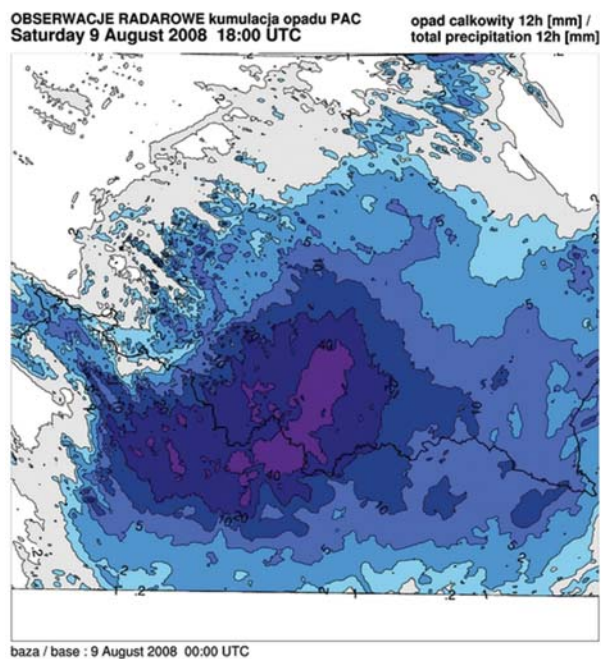 OBSERWACJE RADAROWE kumulacja opadu PAC
Saturday 9 August 2008 18:00 UTC
opad calkowity 12h [mm] /
total precipitation 12h [mm]
baza / base : 9 August 2008 00:00 UTC